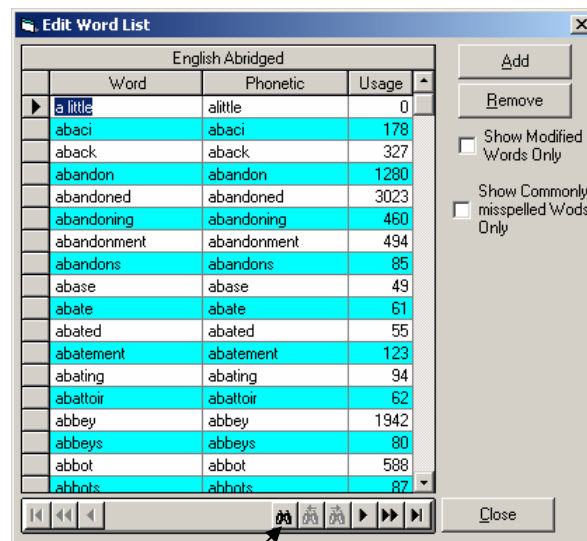 Edit Word List
English Abridged
Word Phonetic Usage
a little alittle 0
abaci abaci 178
aback aback 327
abandon abandon 1280
abandoned abandoned 3023
abandoning abandoning 460
abandonment abandonment 494
abandons abandons 85
abase abase 49
abate abate 61
abated abated 55
abatement abatement 123
abating abating 94
abattoir abattoir 62
abbey abbey 1942
abbeys abbeys 80
abbot abbot 588
abbots abbots 87
Add
Remove
Show Modified
Words Only
Show Commonly
misspelled Wods
Only
Close